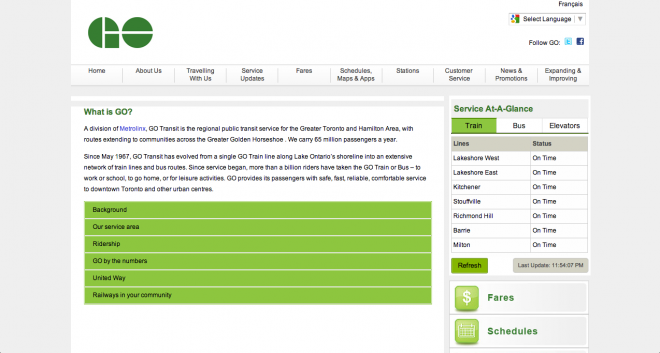 Français
GO
Select Language
Follow GO:
Home
About Us
Travelling
With Us
Service
Updates
Fares
Schedules,
Maps & Apps
Stations
Customer
Service
News &
Promotions
Expanding &
Improving
What is GO?
A division of Metrolinx, GO Transit is the regional public transit service for the Greater Toronto and Hamilton Area, with
routes extending to communities across the Greater Golden Horseshoe . We carry 65 million passengers a year.
Since May 1967, GO Transit has evolved from a single GO Train line along Lake Ontario's shoreline into an extensive
network of train lines and bus routes. Since service began, more than a billion riders have taken the GO Train or Bus – to
work or school, to go home, or for leisure activities. GO provides its passengers with safe, fast, reliable, comfortable service
to downtown Toronto and other urban centres.
Background
Our service area
Ridership
GO by the numbers
United Way
Railways in your community
Service At-A-Glance
Train Bus Elevators
Lines Status
Lakeshore West On Time
Lakeshore East On Time
Kitchener On Time
Stouffville On Time
Richmond Hill On Time
Barrie On Time
Milton On Time
Refresh Last Update: 11:54:07 PM
$ Fares
Schedules